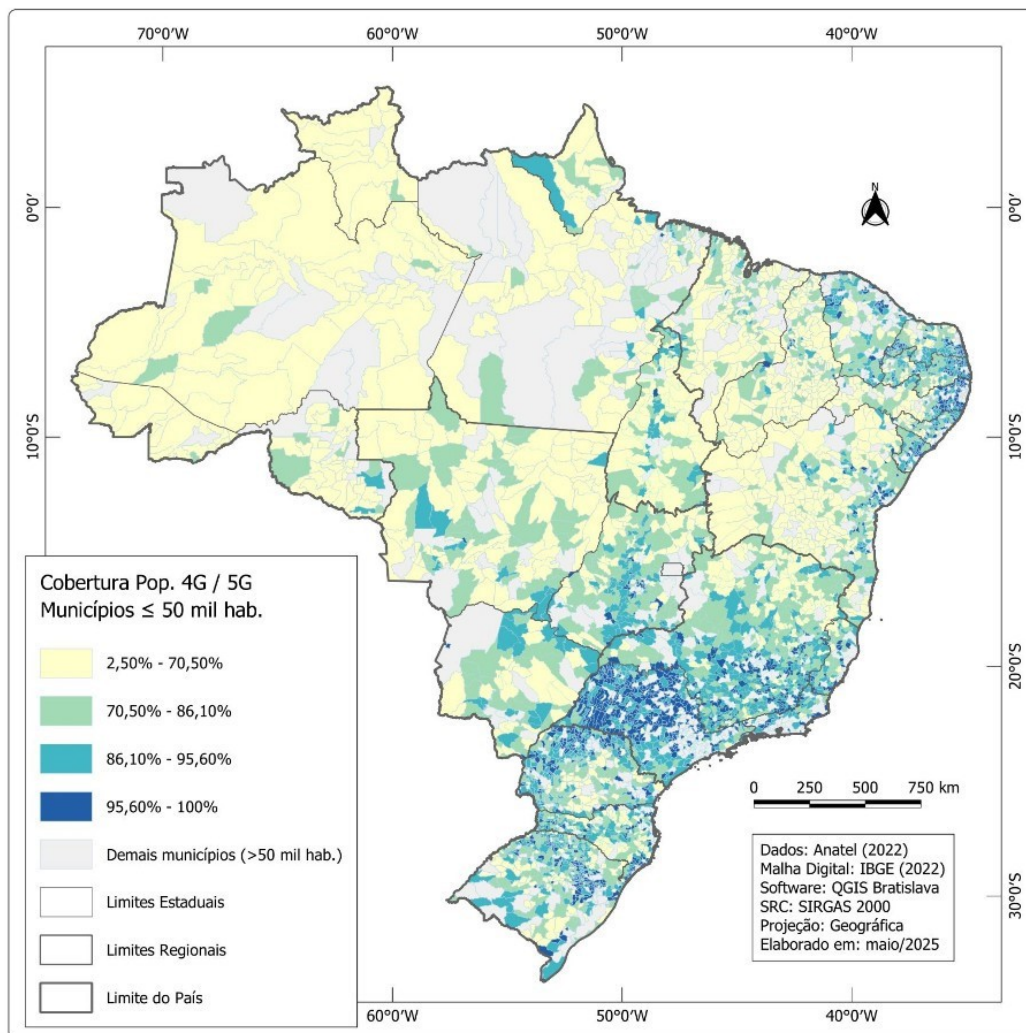 70°0′W 60°0′W 50°0′W 40°0′W
N
0°0′ 0°0′
10°0′S 10°0′S
20°0′S
30°0′S
Cobertura Pop. 4G / 5G
Municípios ≤ 50 mil hab.
2,50% - 70,50%
70,50% - 86,10%
86,10% - 95,60%
95,60% - 100%
Demais municípios (>50 mil hab.)
Limites Estaduais
Limites Regionais
Limite do País
0 250 500 750 km
Dados: Anatel (2022)
Malha Digital: IBGE (2022)
Software: QGIS Bratislava
SRC: SIRGAS 2000
Projeção: Geográfica
Elaborado em: maio/2025
60°0′W 50°0′W 40°0′W